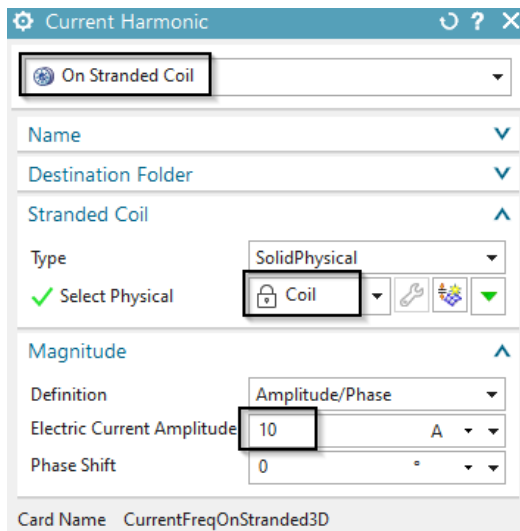 Current Harmonic
On Stranded Coil
Name
Destination Folder
Stranded Coil
Type SolidPhysical
Select Physical Coil
Magnitude
Definition Amplitude/Phase
Electric Current Amplitude 10 A
Phase Shift 0 °
Card Name CurrentFreqOnStranded3D